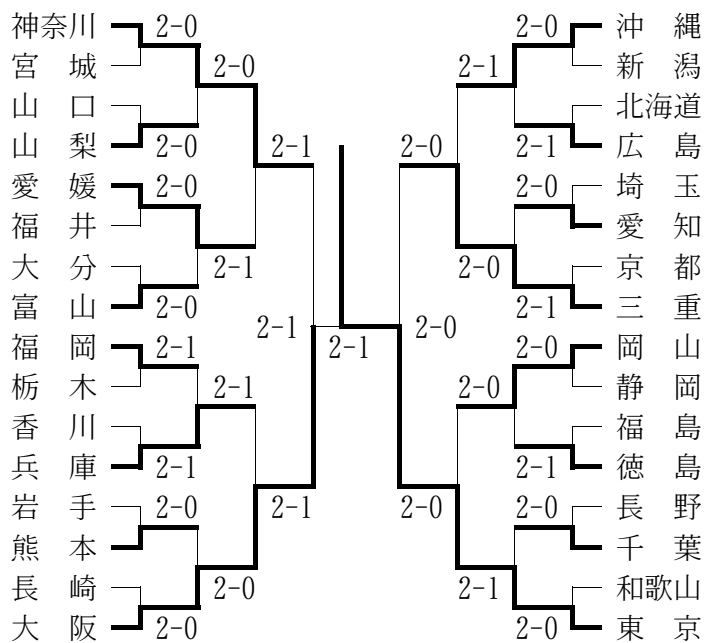 神奈川 2-0 2-0 沖　縄
宮　城 2-0 2-1 新　潟
山　口 北海道
山　梨 2-0 2-1 2-0 2-1 広　島
愛　媛 2-0 2-0 埼　玉
福　井 愛　知
大　分 2-1 2-0 京　都
富　山 2-0 2-1 三　重
福　岡 2-1 2-1 2-1 2-0 2-0 岡　山
栃　木 2-1 2-0 静　岡
香　川 福　島
兵　庫 2-1 2-1 徳　島
岩　手 2-0 2-1 2-0 2-0 長　野
熊　本 千　葉
長　崎 2-0 2-1 和歌山
大　阪 2-0 2-0 東　京